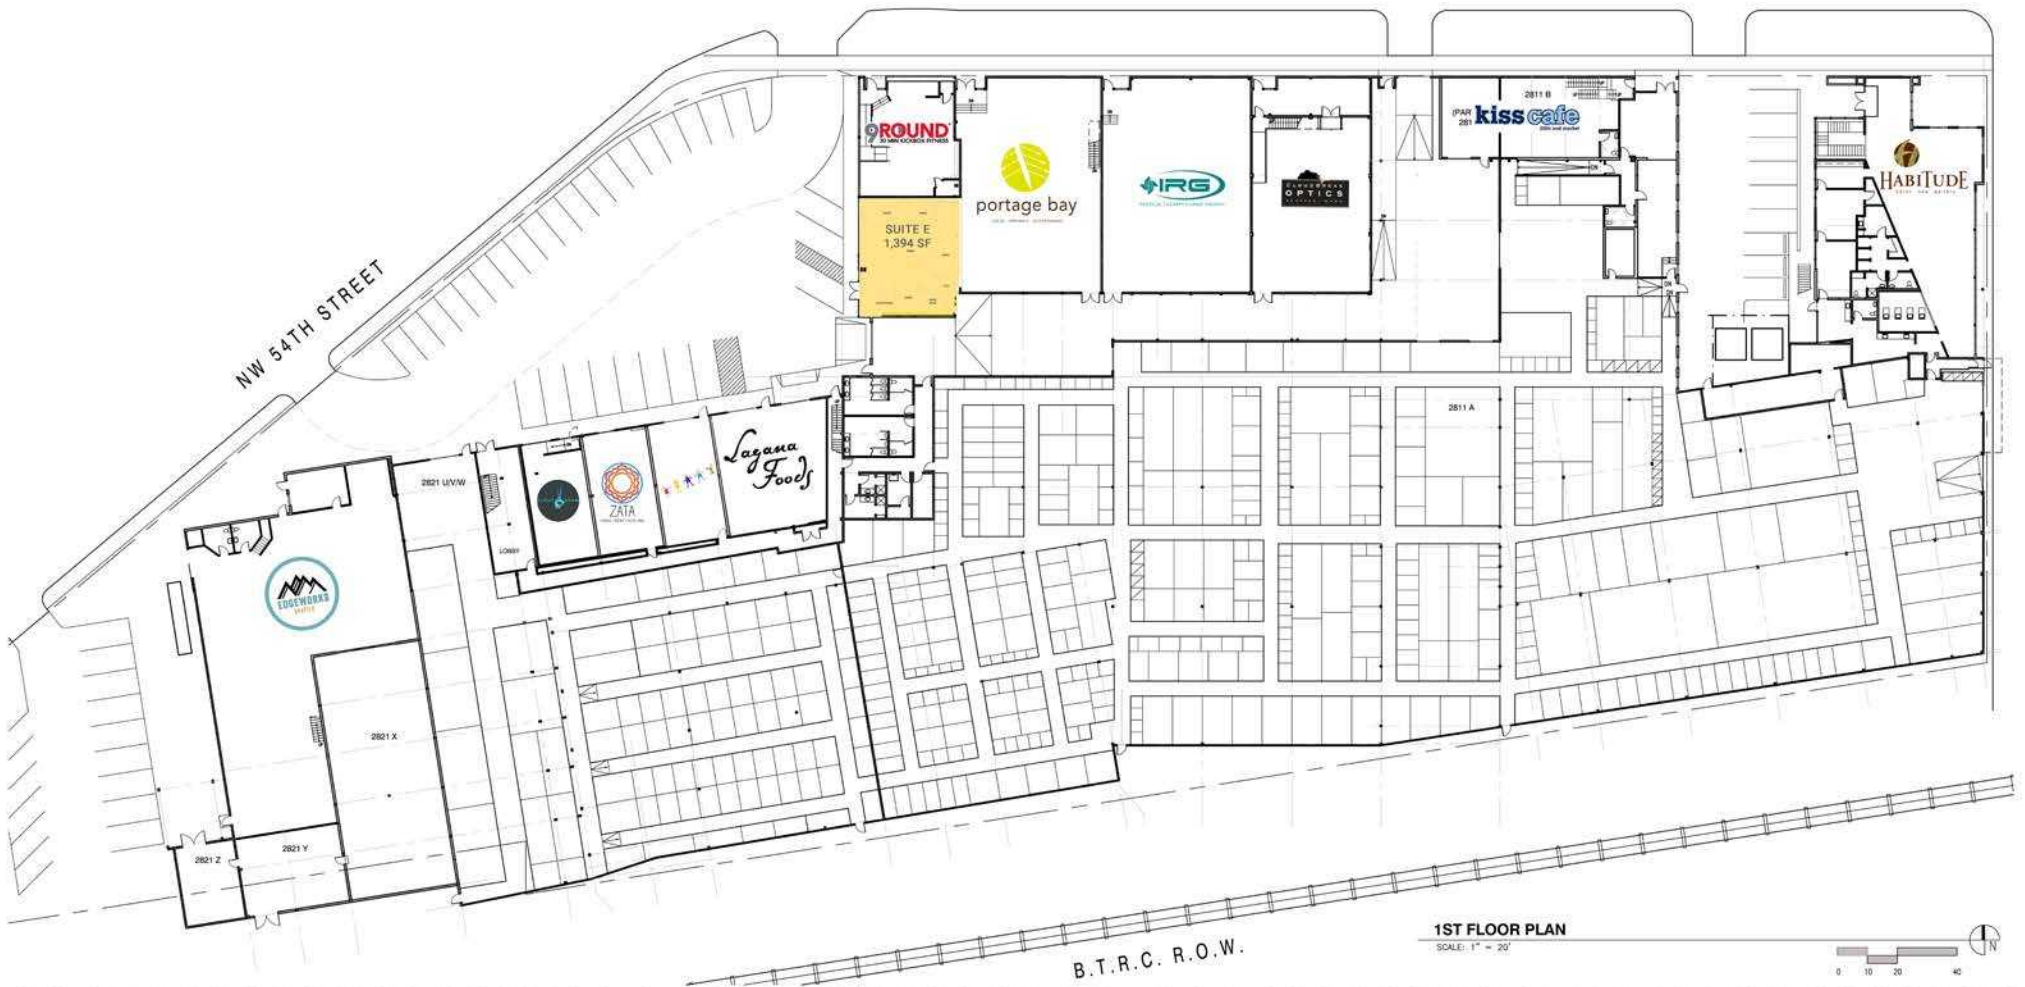 NW 54TH STREET
9ROUND
30 MIN KICKBOX FITNESS
SUITE E
1,394 SF
portage bay
IRG
OPTICS
2811 B
(PAR
281
kiss cafe
HABITUDE
2811 A
2821 U/V/W
LOBBY
ZATA
Lagana
Foods
EDGEWORKS
2821 X
2821 Y
2821 Z
B.T.R.C. R.O.W.
1ST FLOOR PLAN
SCALE: 1" = 20'
N
0 10 20 40